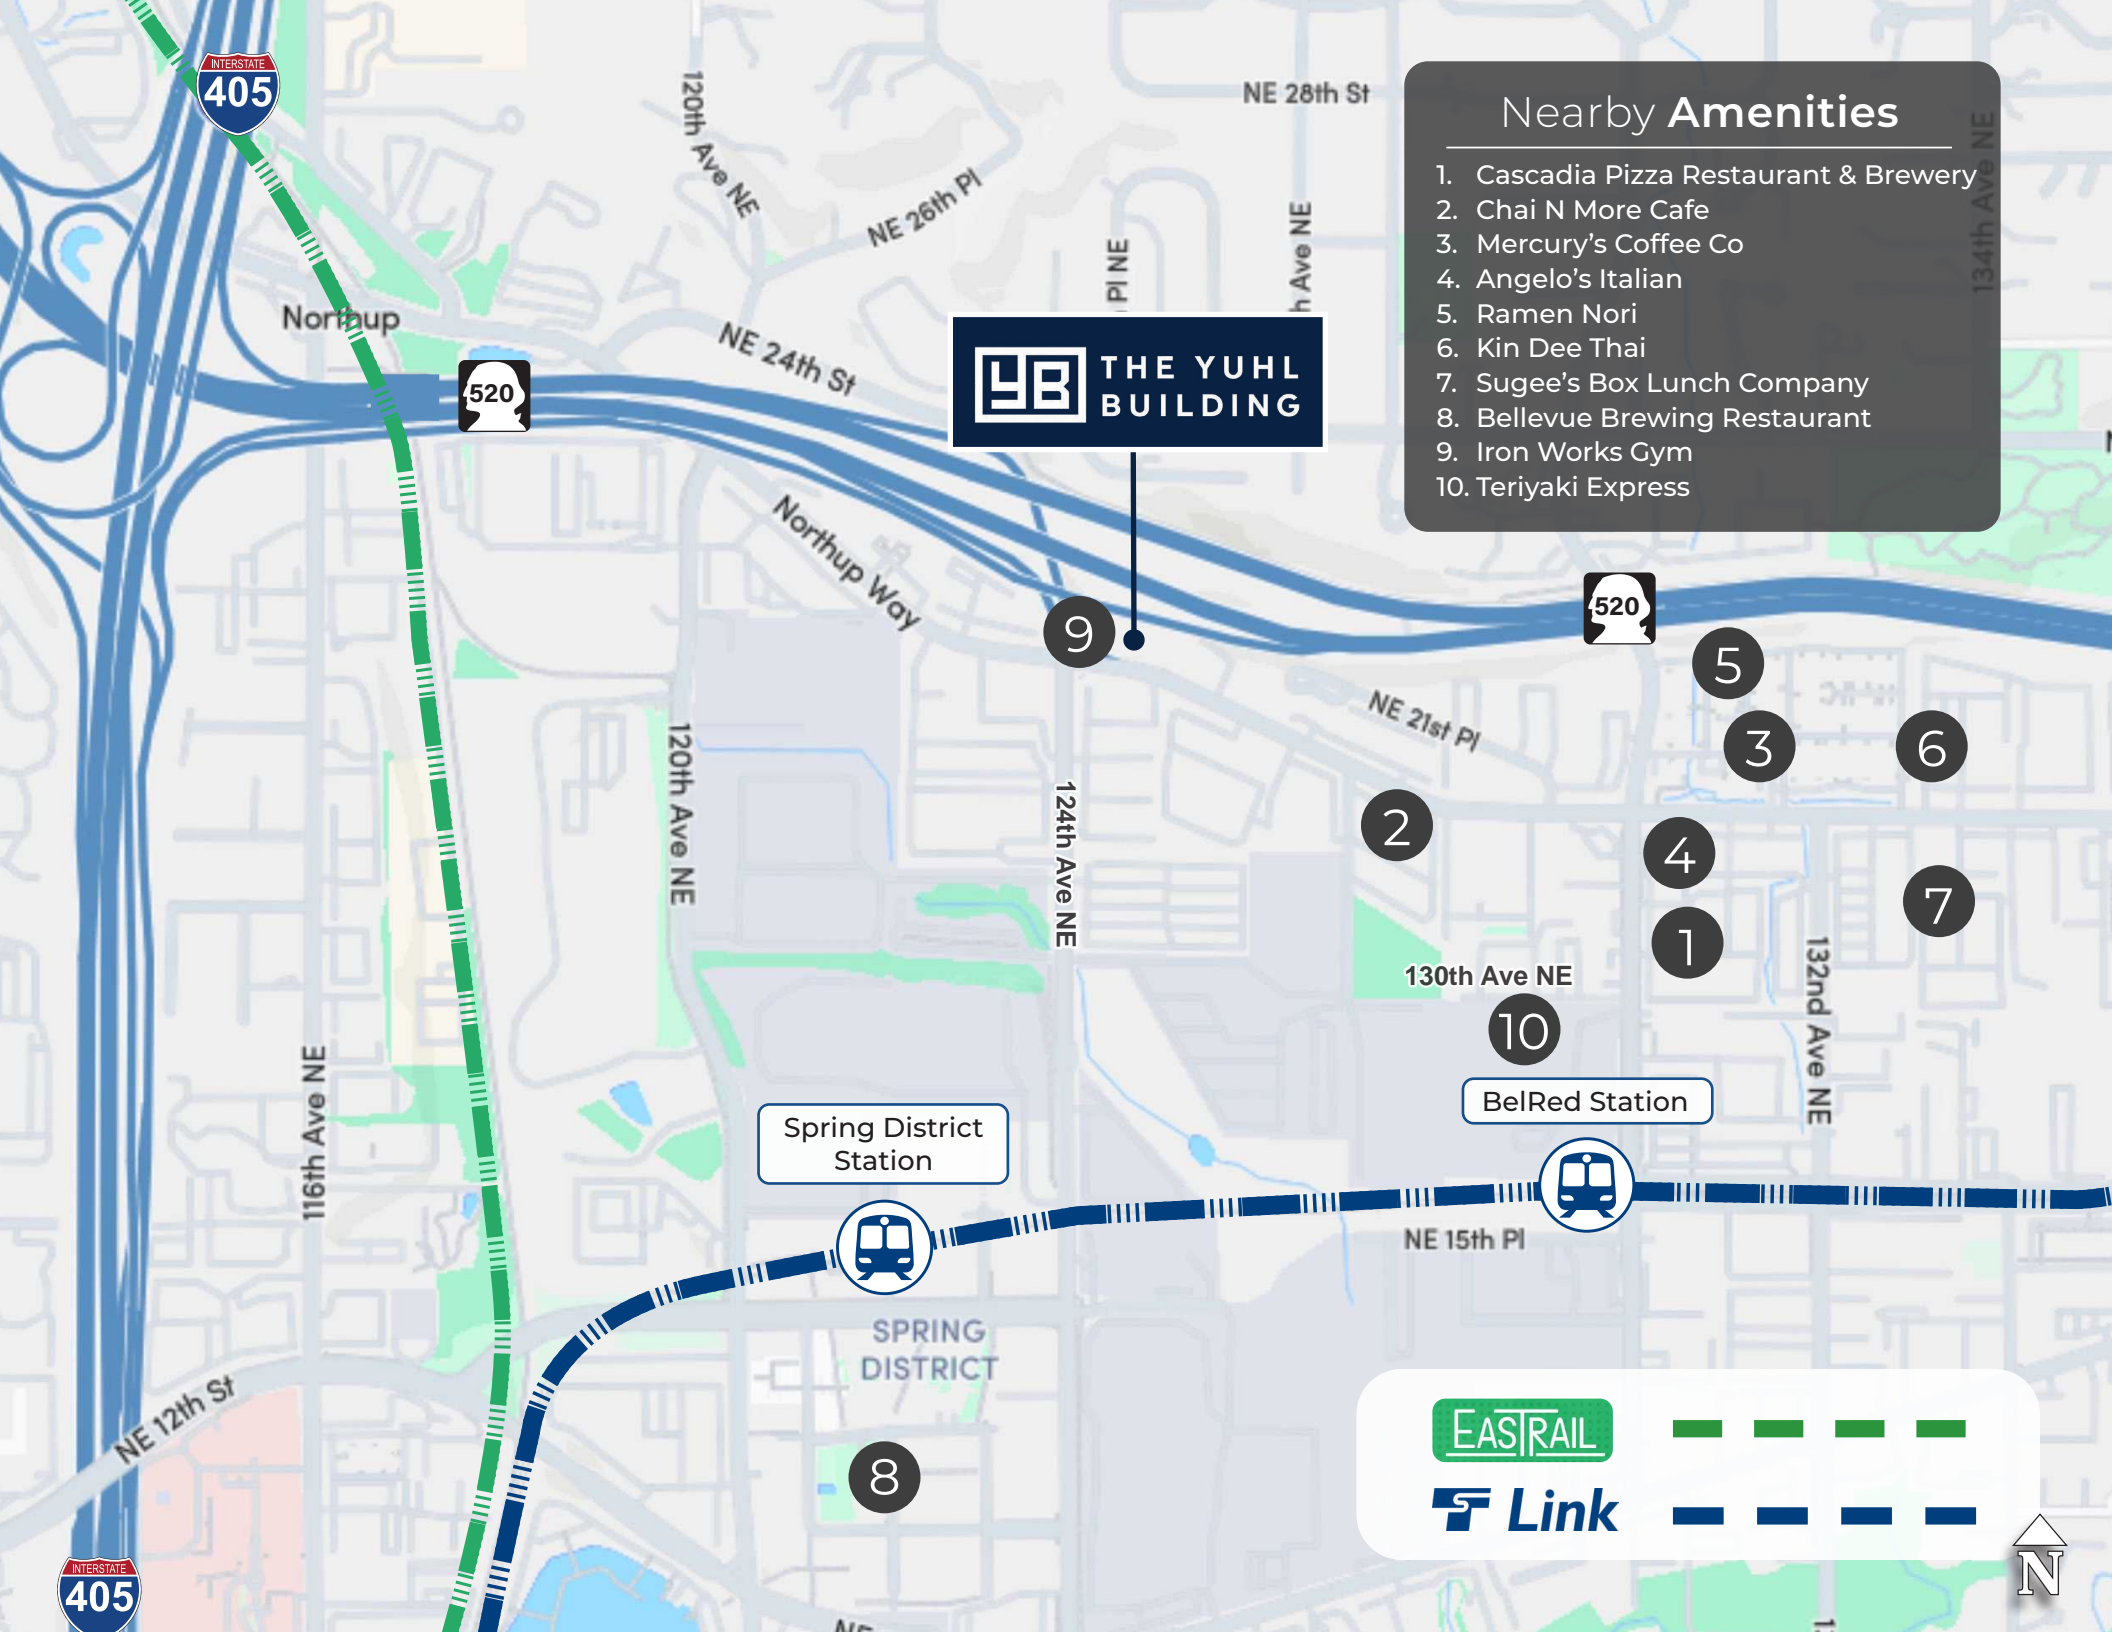 INTERSTATE
405
120th Ave NE
NE 28th St
NE 26th Pl
Pl NE
h Ave NE
134th Ave NE
Nearby Amenities
1. Cascadia Pizza Restaurant & Brewery
2. Chai N More Cafe
3. Mercury's Coffee Co
4. Angelo's Italian
5. Ramen Nori
6. Kin Dee Thai
7. Sugee's Box Lunch Company
8. Bellevue Brewing Restaurant
9. Iron Works Gym
10. Teriyaki Express
Northup
NE 24th St
520
YB
THE YUHL
BUILDING
Northup Way
520
9
5
NE 21st Pl
3
6
120th Ave NE
124th Ave NE
2
4
7
1
130th Ave NE
132nd Ave NE
10
116th Ave NE
Spring District
Station
BelRed Station
NE 15th Pl
SPRING
DISTRICT
NE 12th St
8
EASTRAIL
T Link
N
INTERSTATE
405
NE
13